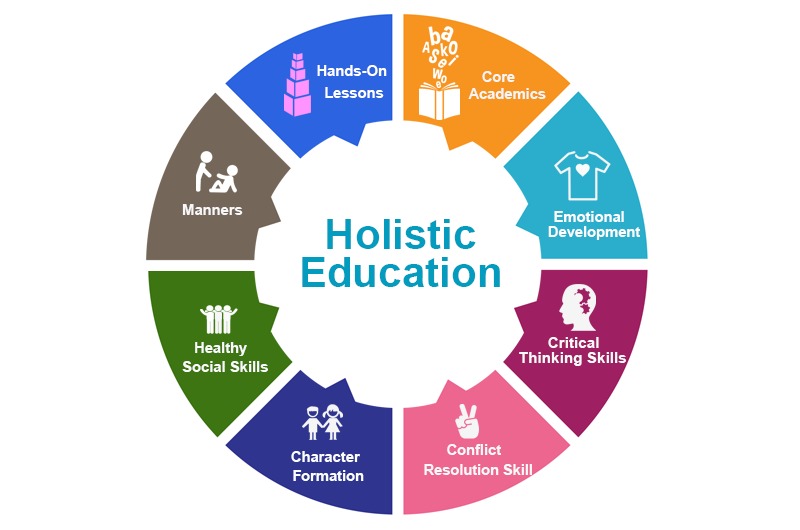 Holistic
Education
Core
Academics
Emotional
Development
Critical
Thinking Skills
Conflict
Resolution Skill
Character
Formation
Healthy
Social Skills
Manners
Hands-On
Lessons